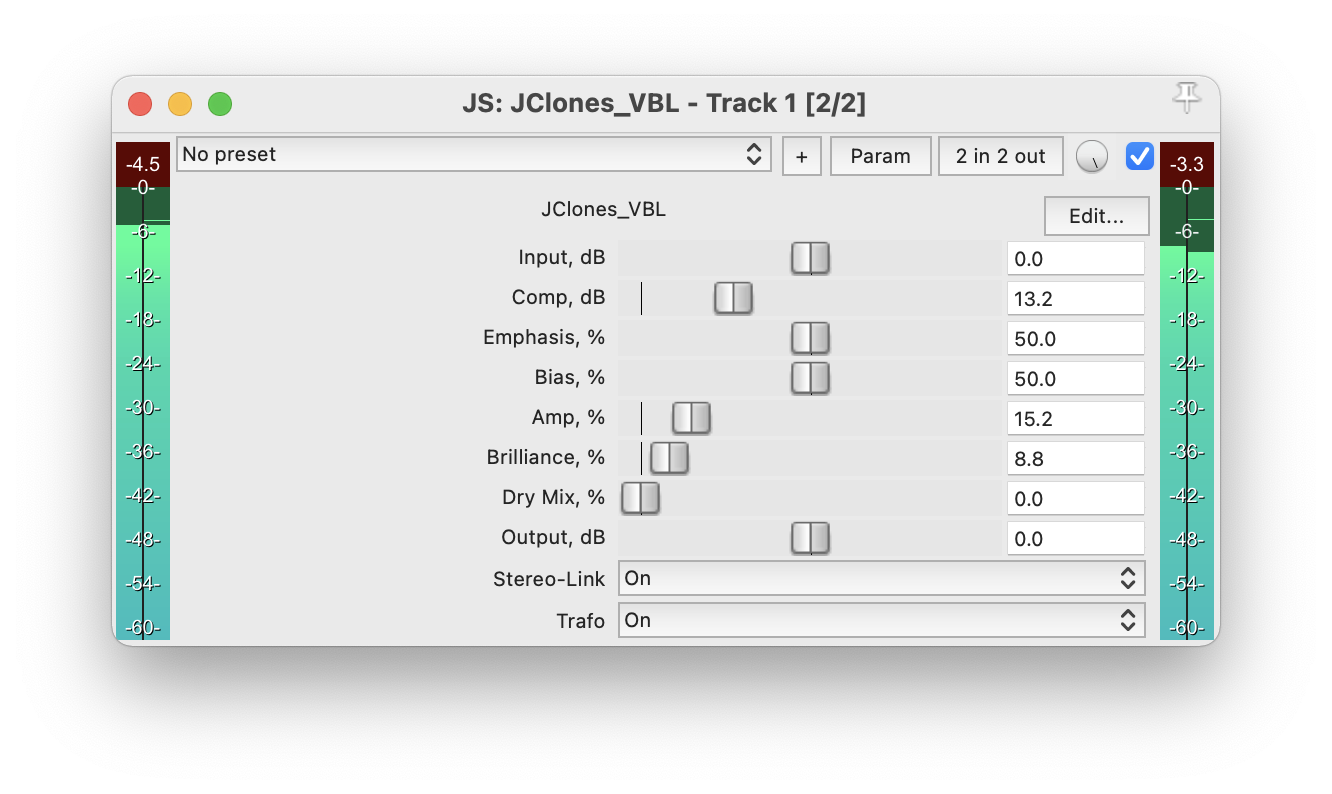 JS: JClones_VBL - Track 1 [2/2]
No preset
+
Param
2 in 2 out
JClones_VBL
Edit...
Input, dB 0.0
Comp, dB 13.2
Emphasis, % 50.0
Bias, % 50.0
Amp, % 15.2
Brilliance, % 8.8
Dry Mix, % 0.0
Output, dB 0.0
Stereo-Link On
Trafo On
-4.5
-0-
-6-
-12-
-18-
-24-
-30-
-36-
-42-
-48-
-54-
-60-
-3.3
-0-
-6-
-12-
-18-
-24-
-30-
-36-
-42-
-48-
-54-
-60-